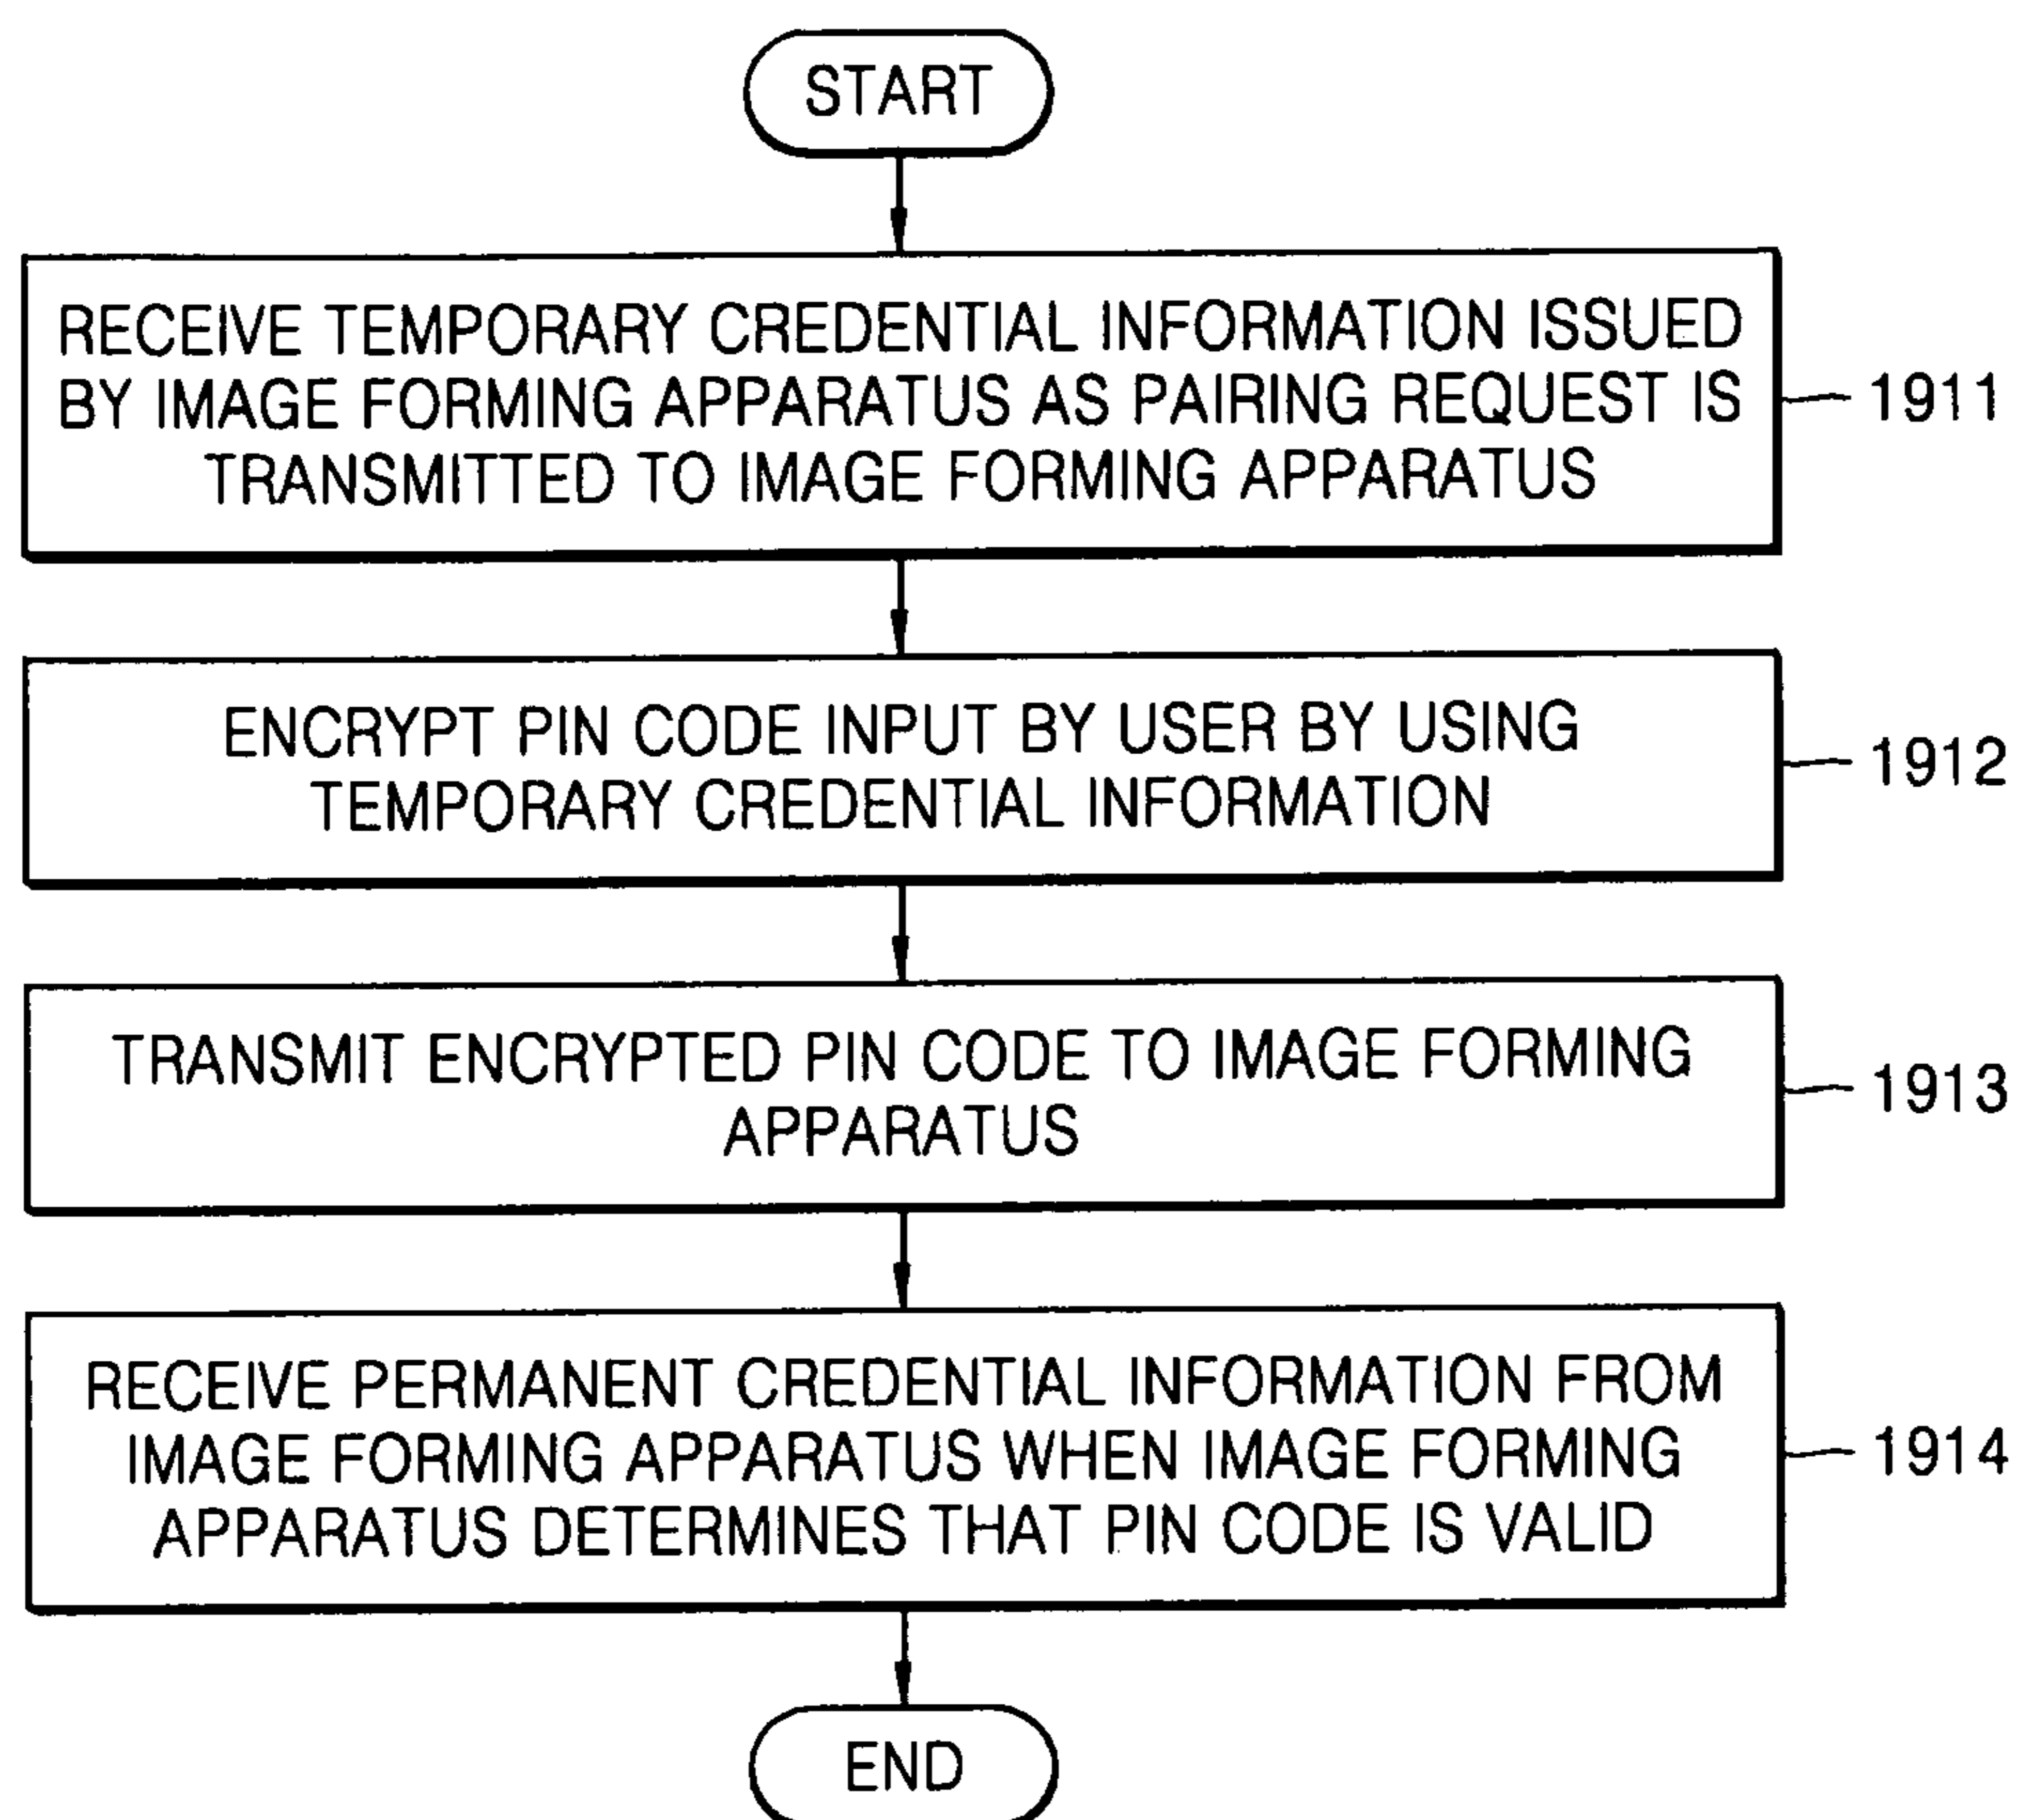 START
RECEIVE TEMPORARY CREDENTIAL INFORMATION ISSUED
BY IMAGE FORMING APPARATUS AS PAIRING REQUEST IS
TRANSMITTED TO IMAGE FORMING APPARATUS
1911
ENCRYPT PIN CODE INPUT BY USER BY USING
TEMPORARY CREDENTIAL INFORMATION
1912
TRANSMIT ENCRYPTED PIN CODE TO IMAGE FORMING
APPARATUS
1913
RECEIVE PERMANENT CREDENTIAL INFORMATION FROM
IMAGE FORMING APPARATUS WHEN IMAGE FORMING
APPARATUS DETERMINES THAT PIN CODE IS VALID
1914
END